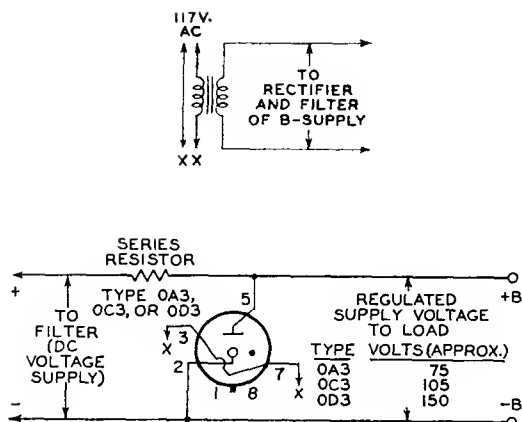 117V.
AC
TO
RECTIFIER
AND FILTER
OF B-SUPPLY
X X
SERIES
RESISTOR
TYPE 0A3,
0C3, OR 0D3
+
TO
FILTER
(DC
VOLTAGE
SUPPLY)
-
X
3
2
5
1
8
7
X
REGULATED
SUPPLY VOLTAGE
TO LOAD
TYPE VOLTS (APPROX.)
0A3 75
0C3 105
0D3 150
+B
-B